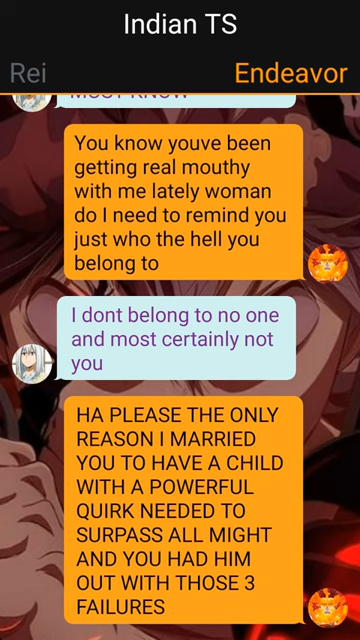 Indian TS
Rei
Endeavor
MOST KNOW
You know youve been
getting real mouthy
with me lately woman
do I need to remind you
just who the hell you
belong to
I dont belong to no one
and most certainly not
you
HA PLEASE THE ONLY
REASON I MARRIED
YOU TO HAVE A CHILD
WITH A POWERFUL
QUIRK NEEDED TO
SURPASS ALL MIGHT
AND YOU HAD HIM
OUT WITH THOSE 3
FAILURES